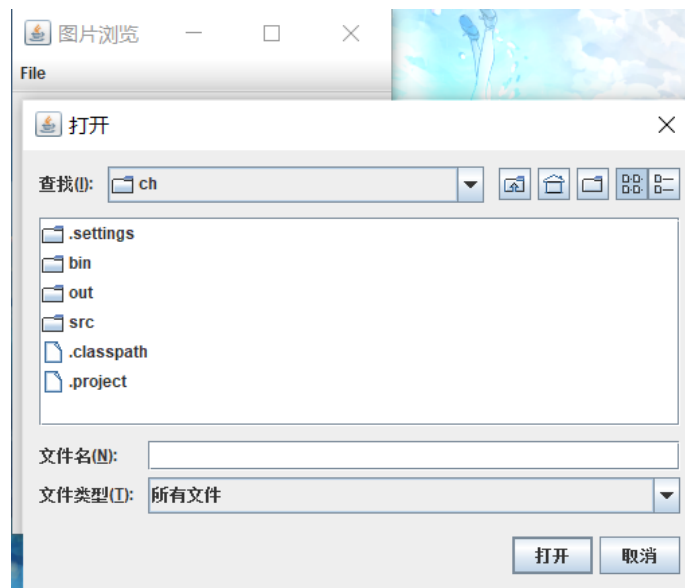 图片浏览
File
打开
查找(I): ch
.settings
bin
out
src
.classpath
.project
文件名(N):
文件类型(T): 所有文件
打开 取消